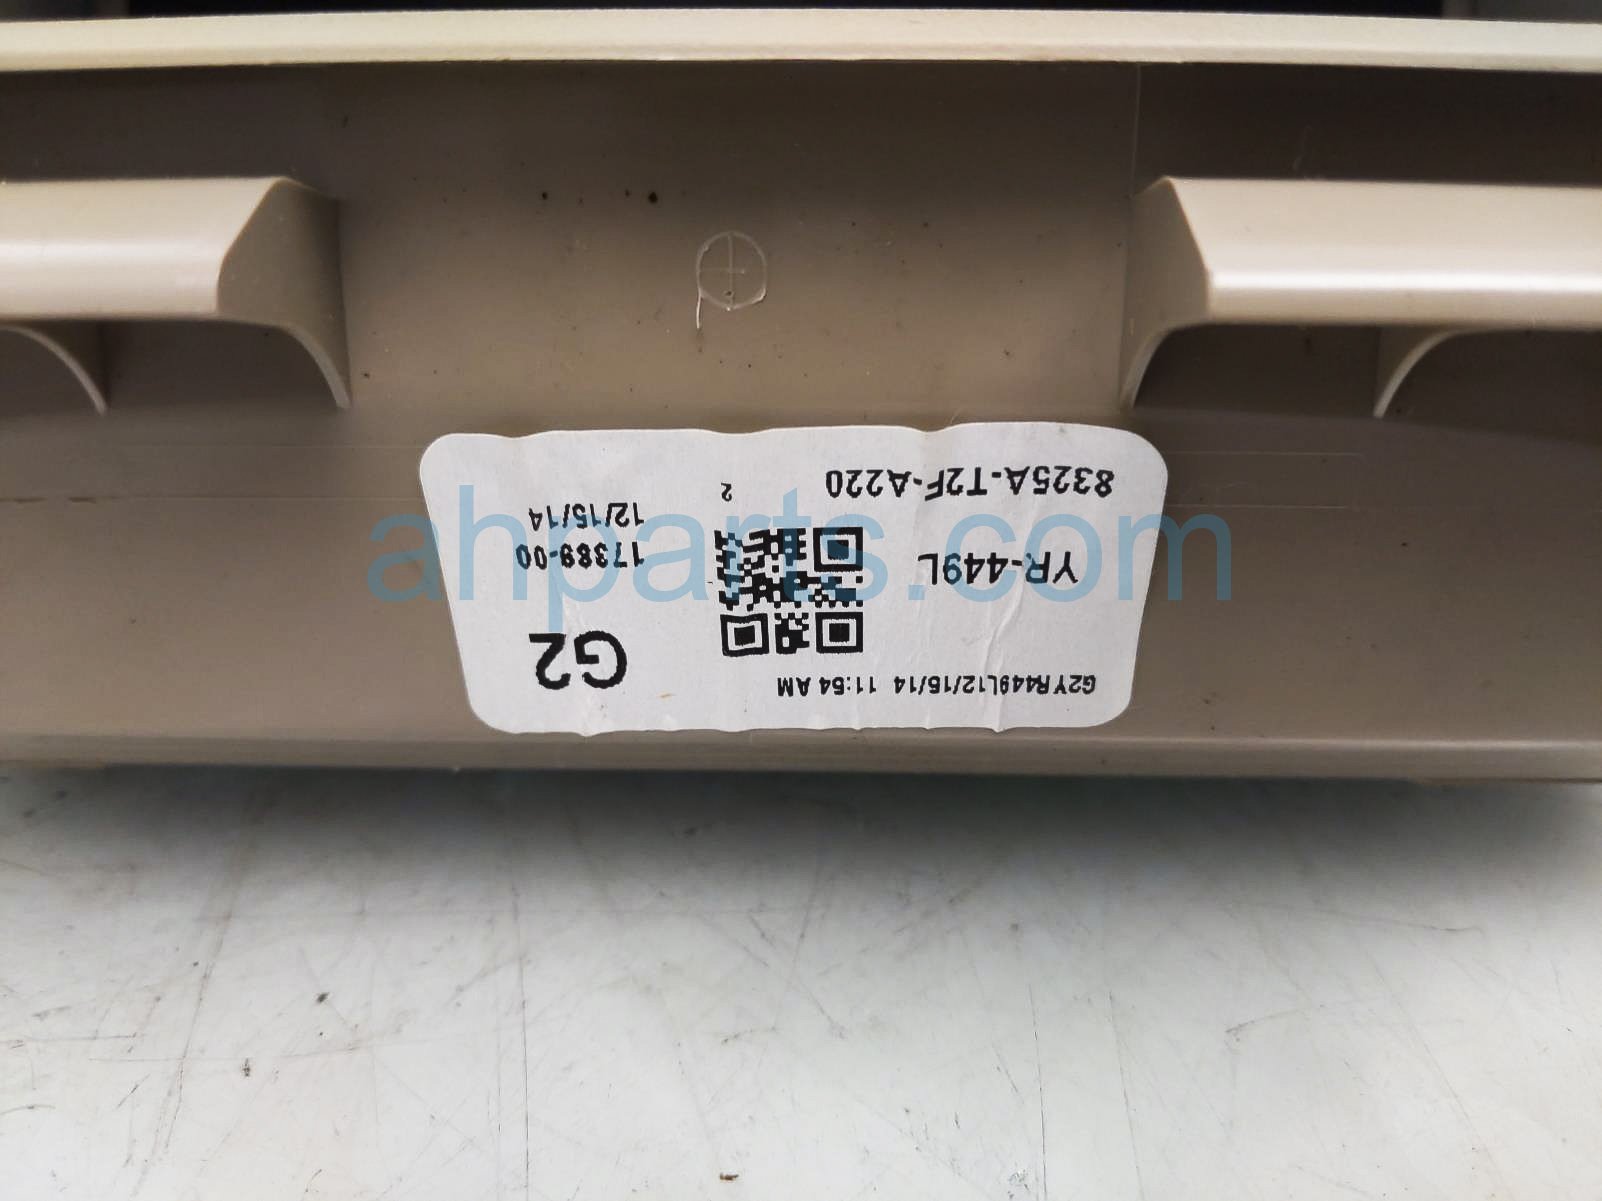 G2YR449L12/15/14 11:54 AM
G2
YR-449L
17389-00
12/15/14
8325A-T2F-A220
2
ahparts.com